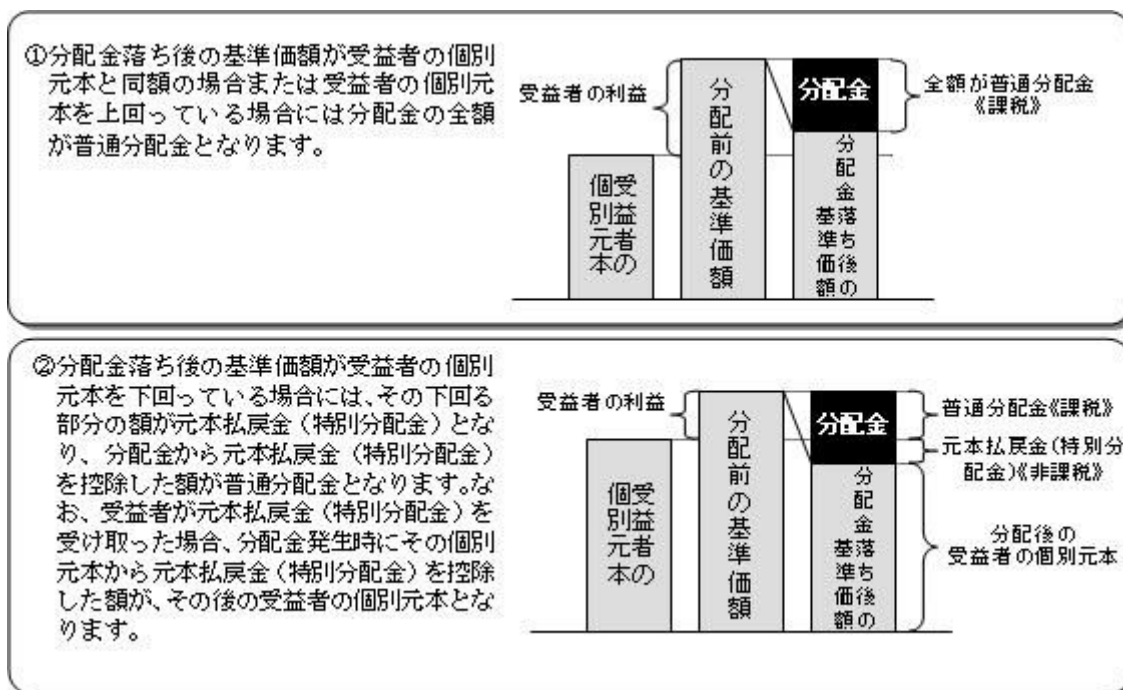 ①分配金落ち後の基準価額が受益者の個別
元本と同額の場合または受益者の個別元
本を上回っている場合には分配金の全額
が普通分配金となります。
受益者の利益
受益者の
個別元本
分配前の基準価額
分配金
分配金落ち後の
基準価額
全額が普通分配金
《課税》
②分配金落ち後の基準価額が受益者の個別
元本を下回っている場合には、その下回る
部分の額が元本払戻金（特別分配金）とな
り、分配金から元本払戻金（特別分配金）
を控除した額が普通分配金となります。な
お、受益者が元本払戻金（特別分配金）を
受け取った場合、分配金発生時にその個別
元本から元本払戻金（特別分配金）を控除
した額が、その後の受益者の個別元本とな
ります。
受益者の利益
受益者の
個別元本
分配前の基準価額
分配金
分配金落ち後の
基準価額
普通分配金《課税》
元本払戻金（特別分
配金）《非課税》
分配後の
受益者の個別元本